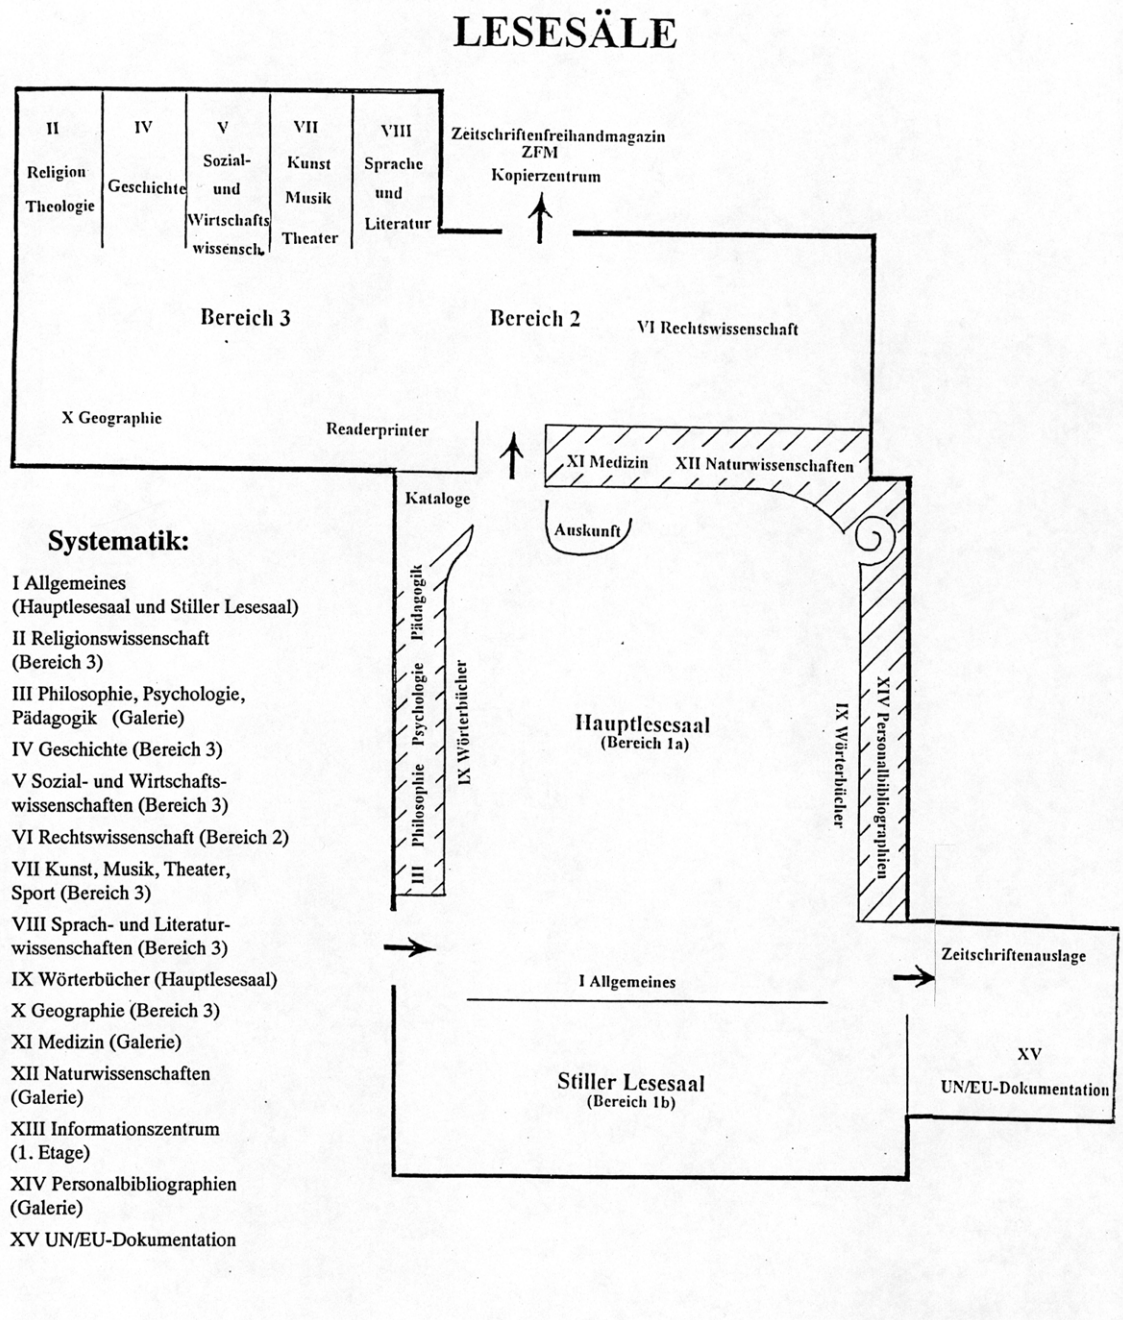 LESESÄLE
II
Religion
Theologie
IV
Geschichte
V
Sozial-
und
Wirtschafts
wissensch.
VII
Kunst
Musik
Theater
VIII
Sprache
und
Literatur
Zeitschriftenfreihandmagazin
ZFM
Kopierzentrum
Bereich 3
Bereich 2
VI Rechtswissenschaft
X Geographie
Readerprinter
XI Medizin
XII Naturwissenschaften
Kataloge
Auskunft
III Philosophie Psychologie Pädagogik
IX Wörterbücher
Hauptlesesaal
(Bereich 1a)
IX Wörterbücher
XIV Personalbibliographien
I Allgemeines
Stiller Lesesaal
(Bereich 1b)
Zeitschriftenauslage
XV
UN/EU-Dokumentation
Systematik:
I Allgemeines
(Hauptlesesaal und Stiller Lesesaal)
II Religionswissenschaft
(Bereich 3)
III Philosophie, Psychologie,
Pädagogik (Galerie)
IV Geschichte (Bereich 3)
V Sozial- und Wirtschafts-
wissenschaften (Bereich 3)
VI Rechtswissenschaft (Bereich 2)
VII Kunst, Musik, Theater,
Sport (Bereich 3)
VIII Sprach- und Literatur-
wissenschaften (Bereich 3)
IX Wörterbücher (Hauptlesesaal)
X Geographie (Bereich 3)
XI Medizin (Galerie)
XII Naturwissenschaften
(Galerie)
XIII Informationszentrum
(1. Etage)
XIV Personalbibliographien
(Galerie)
XV UN/EU-Dokumentation